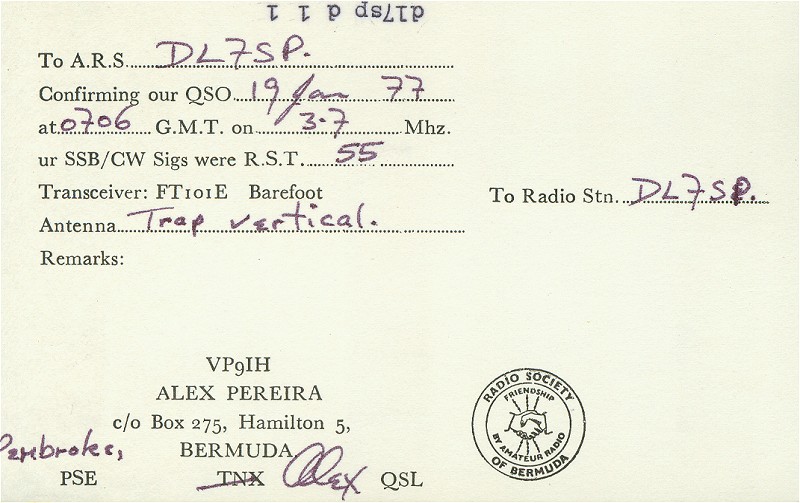 dl7sp d 1 1
To A.R.S. DL7SP.
Confirming our QSO 19 Jan 77
at 0706 G.M.T. on 3.7 Mhz.
ur SSB/CW Sigs were R.S.T. 55
Transceiver: FT101E Barefoot
To Radio Stn. DL7SP.
Antenna Trap vertical.
Remarks:
VP9IH
ALEX PEREIRA
c/o Box 275, Hamilton 5,
Pembroke,
BERMUDA
PSE TNX Alex QSL
RADIO SOCIETY
OF BERMUDA
FRIENDSHIP
BY AMATEUR RADIO